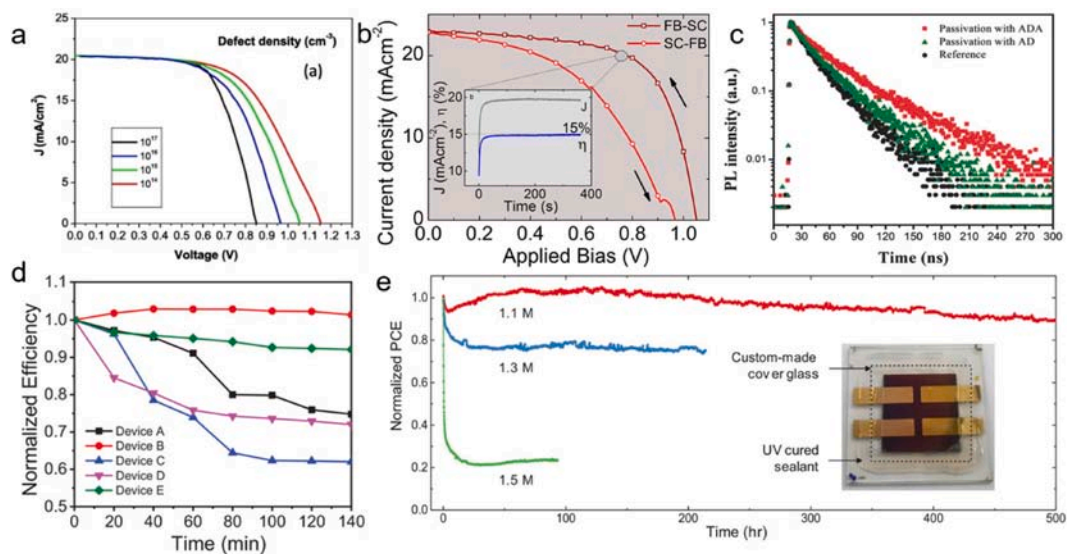 a
Defect density (cm⁻³)
(a)
J (mA/cm²)
25
20
15
10
5
0
10¹⁷
10¹⁶
10¹⁵
10¹⁴
0.0 0.1 0.2 0.3 0.4 0.5 0.6 0.7 0.8 0.9 1.0 1.1 1.2 1.3
Voltage (V)
b
Current density (mAcm⁻²)
20
10
0
FB-SC
SC-FB
J (mAcm⁻²), η (%)
20
15
10
J
15%
η
0 200 400
Time (s)
0.0 0.2 0.4 0.6 0.8 1.0
Applied Bias (V)
c
PL intensity (a.u.)
1
0.1
0.01
Passivation with ADA
Passivation with AD
Reference
0 30 60 90 120 150 180 210 240 270 300
Time (ns)
d
Normalized Efficiency
1.1
1.0
0.9
0.8
0.7
0.6
0.5
Device A
Device B
Device C
Device D
Device E
0 20 40 60 80 100 120 140
Time (min)
e
Normalized PCE
1.2
1.0
0.8
0.6
0.4
0.2
0.0
1.1 M
1.3 M
1.5 M
Custom-made
cover glass
UV cured
sealant
0 100 200 300 400 500
Time (hr)